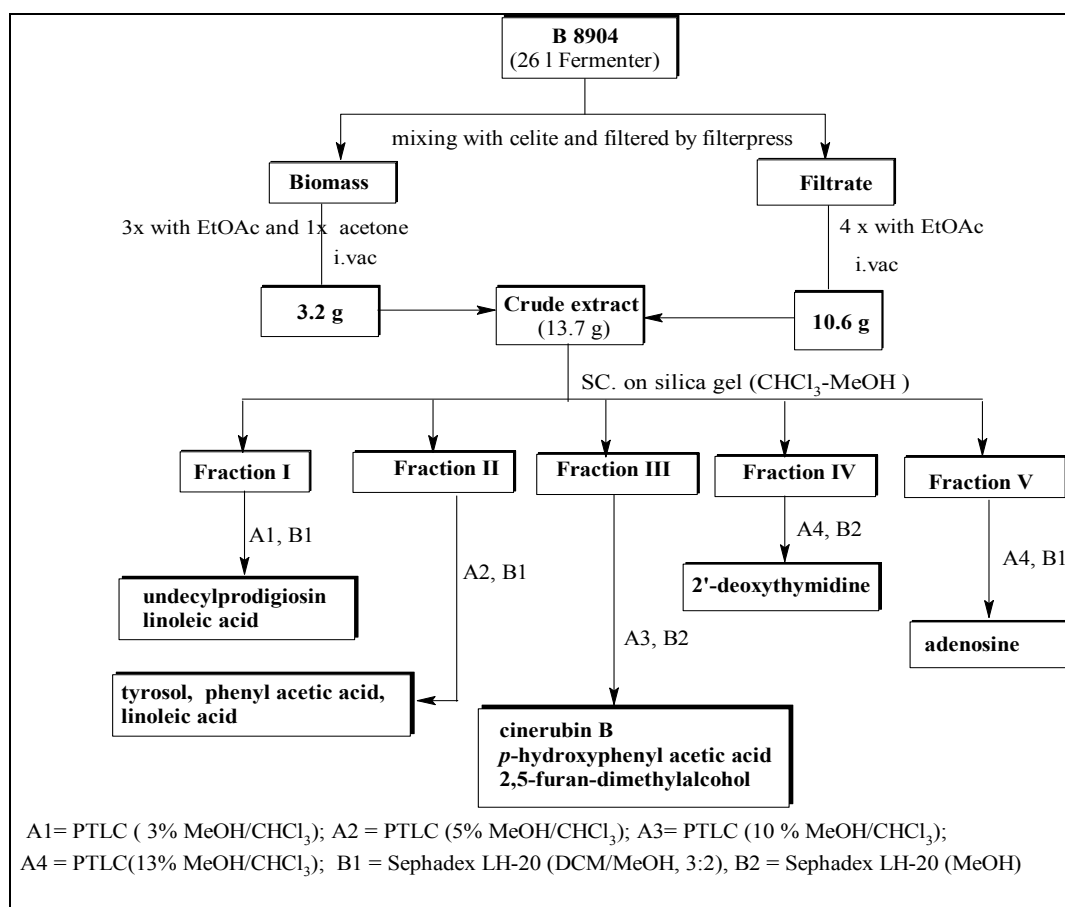 B 8904
(26 l Fermenter)
mixing with celite and filtered by filterpress
Biomass
Filtrate
3x with EtOAc and 1x acetone
i.vac
4 x with EtOAc
i.vac
3.2 g
Crude extract
(13.7 g)
10.6 g
SC. on silica gel (CHCl3-MeOH )
Fraction I
Fraction II
Fraction III
Fraction IV
Fraction V
A1, B1
A2, B1
A3, B2
A4, B2
A4, B1
undecylprodigiosin
linoleic acid
tyrosol, phenyl acetic acid,
linoleic acid
cinerubin B
p-hydroxyphenyl acetic acid
2,5-furan-dimethylalcohol
2'-deoxythymidine
adenosine
A1= PTLC ( 3% MeOH/CHCl3); A2 = PTLC (5% MeOH/CHCl3); A3= PTLC (10 % MeOH/CHCl3);
A4 = PTLC(13% MeOH/CHCl3); B1 = Sephadex LH-20 (DCM/MeOH, 3:2), B2 = Sephadex LH-20 (MeOH)